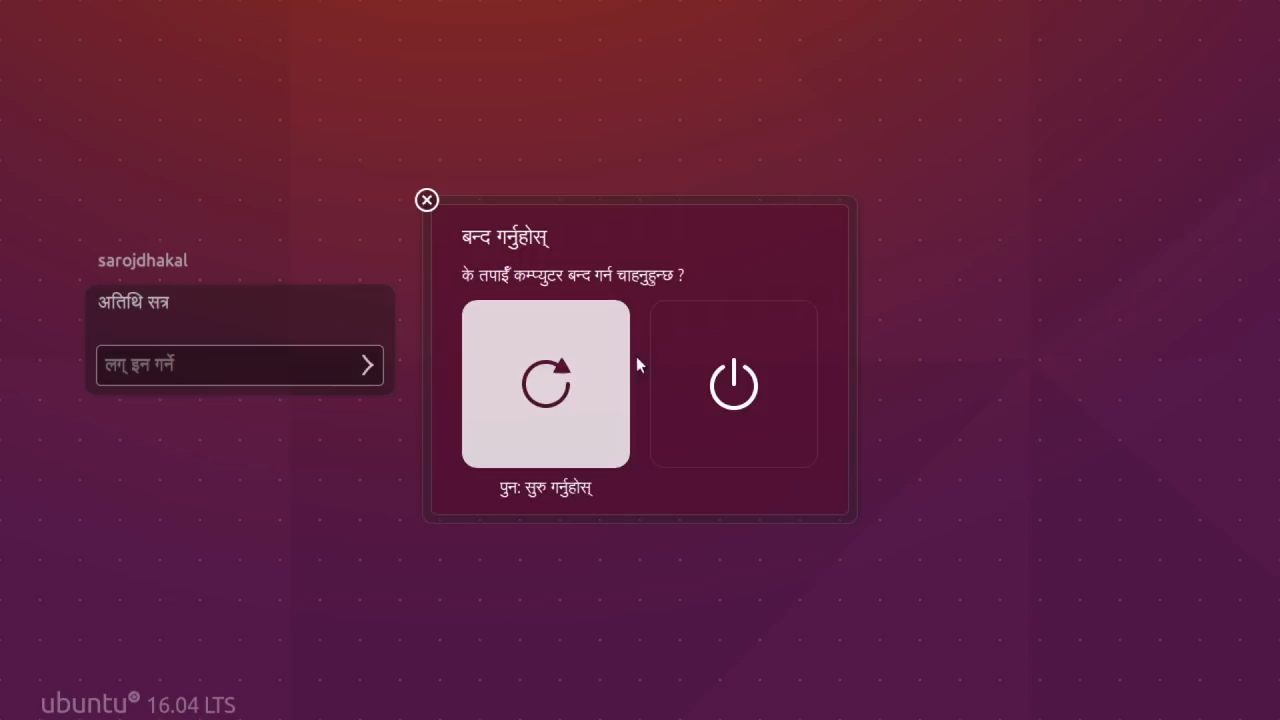 sarojdhakal
अतिथि सत्र
लग् इन गर्ने
बन्द गर्नुहोस्
के तपाईँ कम्प्युटर बन्द गर्न चाहनुहुन्छ ?
पुन: सुरु गर्नुहोस्
ubuntu 16.04 LTS